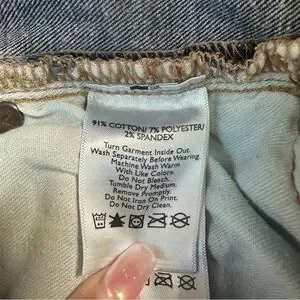 91% COTTON/ 7% POLYESTER/
2% SPANDEX
Turn Garment Inside Out.
Wash Separately Before Wearing.
Machine Wash Warm
With Like Colors.
Do Not Bleach.
Tumble Dry Medium.
Remove Promptly.
Do Not Iron On Print.
Do Not Dry Clean.